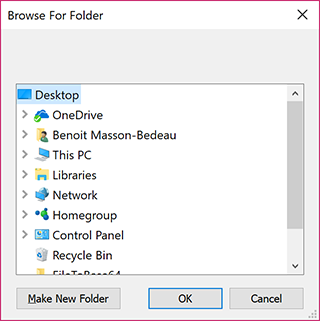 Browse For Folder
Desktop
OneDrive
Benoit Masson-Bedeau
This PC
Libraries
Network
Homegroup
Control Panel
Recycle Bin
FileToBase64
Make New Folder
OK
Cancel